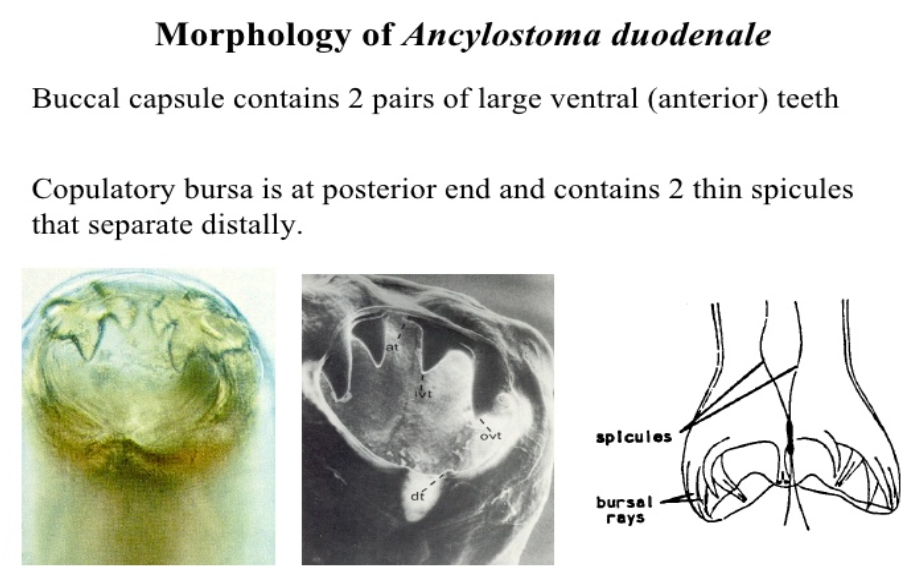 Morphology of Ancylostoma duodenale
Buccal capsule contains 2 pairs of large ventral (anterior) teeth
Copulatory bursa is at posterior end and contains 2 thin spicules
that separate distally.
at
ivt
ovt
dt
spicules
bursal
rays